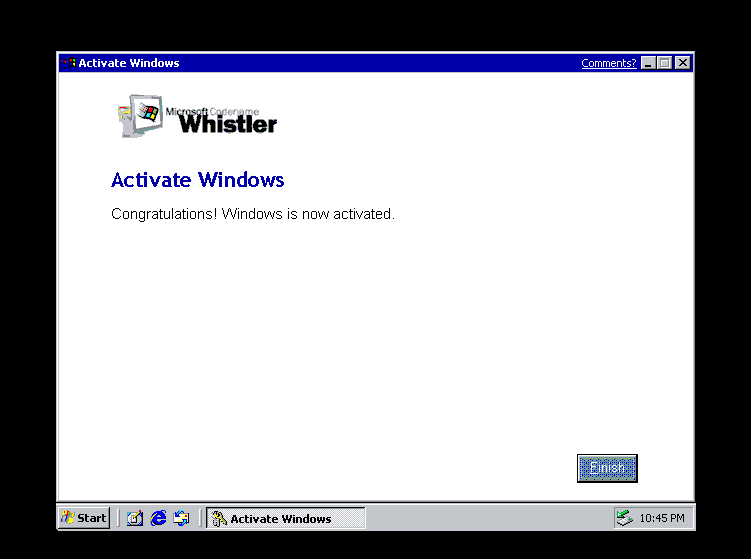 Activate Windows
Comments?
Microsoft Codename
Whistler
Activate Windows
Congratulations! Windows is now activated.
Finish
Start
Activate Windows
10:45 PM